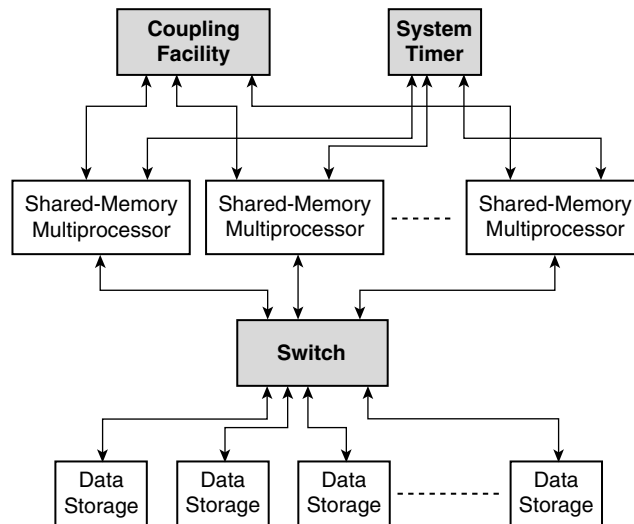 Coupling
Facility
System
Timer
Shared-Memory
Multiprocessor
Shared-Memory
Multiprocessor
Shared-Memory
Multiprocessor
Switch
Data
Storage
Data
Storage
Data
Storage
Data
Storage